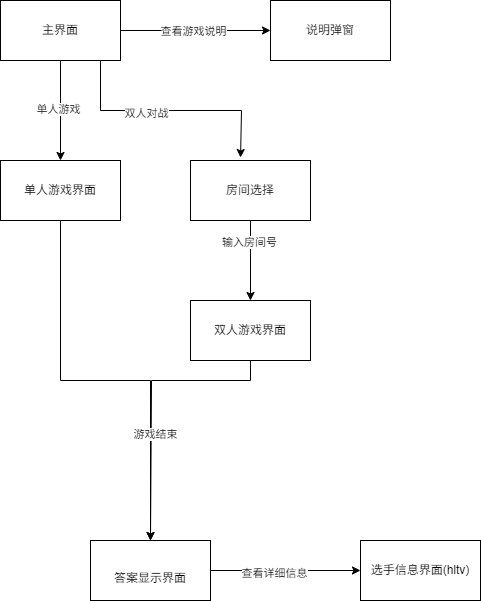 主界面
查看游戏说明
说明弹窗
单人游戏
双人对战
单人游戏界面
房间选择
输入房间号
双人游戏界面
游戏结束
答案显示界面
查看详细信息
选手信息界面(hltv)